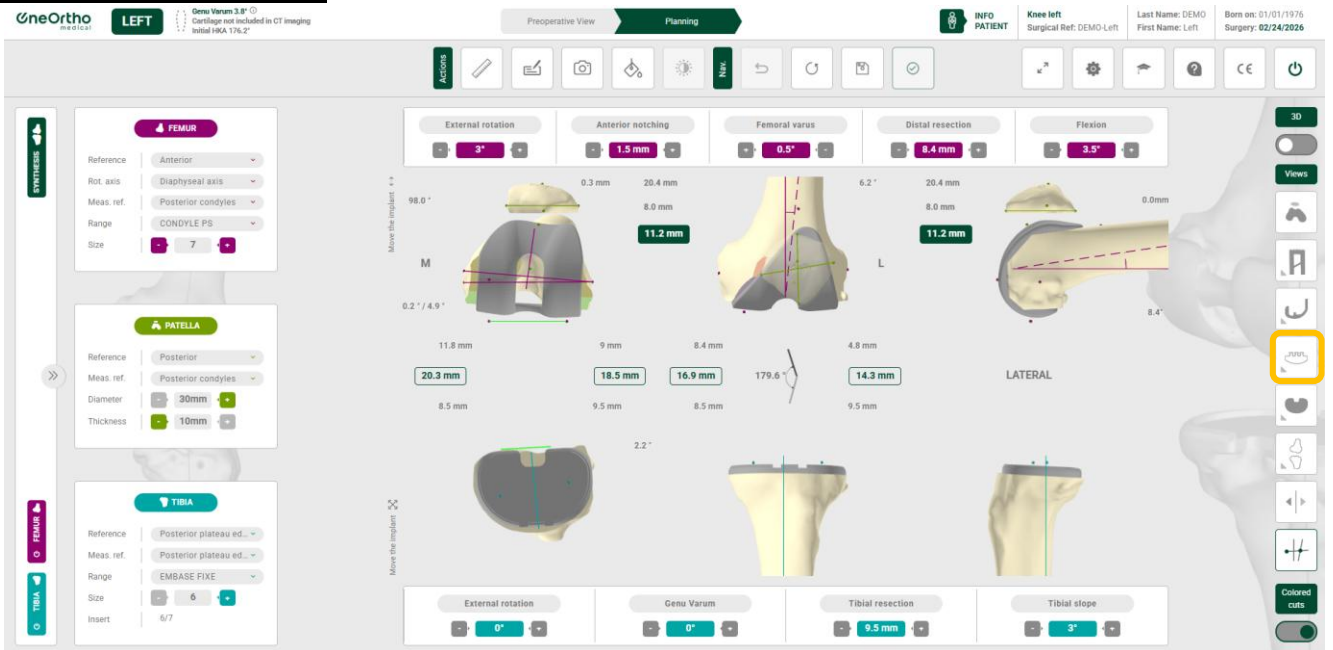 OneOrtho
medical
LEFT
Genu Varum 3.8°
Cartilage not included in CT imaging
Initial HKA 176.2°
Preoperative View
Planning
INFO
PATIENT
Knee left
Surgical Ref: DEMO-Left
Last Name: DEMO
First Name: Left
Born on: 01/01/1976
Surgery: 02/24/2026
Actions
Nav.
CE
SYNTHESIS
FEMUR
Reference Anterior
Rot. axis Diaphyseal axis
Meas. ref. Posterior condyles
Range CONDYLE PS
Size - 7 +
PATELLA
Reference Posterior
Meas. ref. Posterior condyles
Diameter - 30mm +
Thickness - 10mm +
TIBIA
Reference Posterior plateau ed...
Meas. ref. Posterior plateau ed...
Range EMBASE FIXE
Size - 6 +
Insert 6/7
FEMUR
TIBIA
External rotation
- 3° +
Anterior notching
- 1.5 mm +
Femoral varus
+ 0.5° -
Distal resection
- 8.4 mm +
Flexion
- 3.5° +
Move the implant
98.0 °
0.3 mm
20.4 mm
8.0 mm
11.2 mm
6.2 °
20.4 mm
8.0 mm
11.2 mm
0.0mm
M
L
0.2 ° / 4.9 °
8.4°
11.8 mm
9 mm
8.4 mm
4.8 mm
20.3 mm
18.5 mm
16.9 mm
179.6 °
14.3 mm
LATERAL
8.5 mm
9.5 mm
8.5 mm
9.5 mm
2.2 °
Move the implant
External rotation
- 0° +
Genu Varum
- 0° +
Tibial resection
- 9.5 mm +
Tibial slope
- 3° +
3D
Views
Colored
cuts